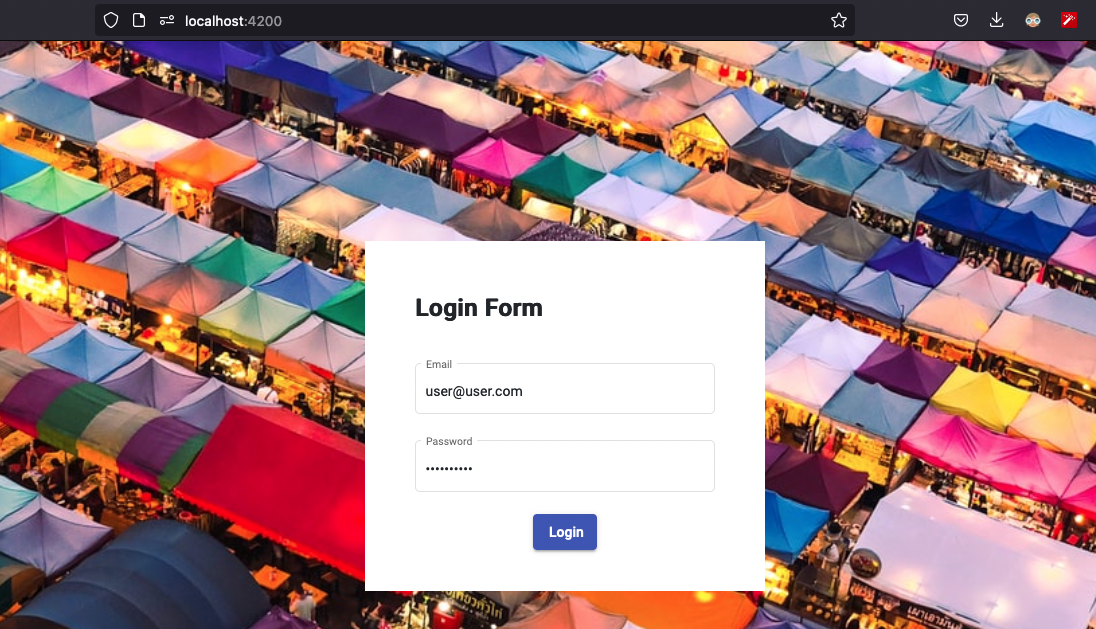 localhost:4200
Login Form
Email
user@user.com
Password
••••••••••
Login